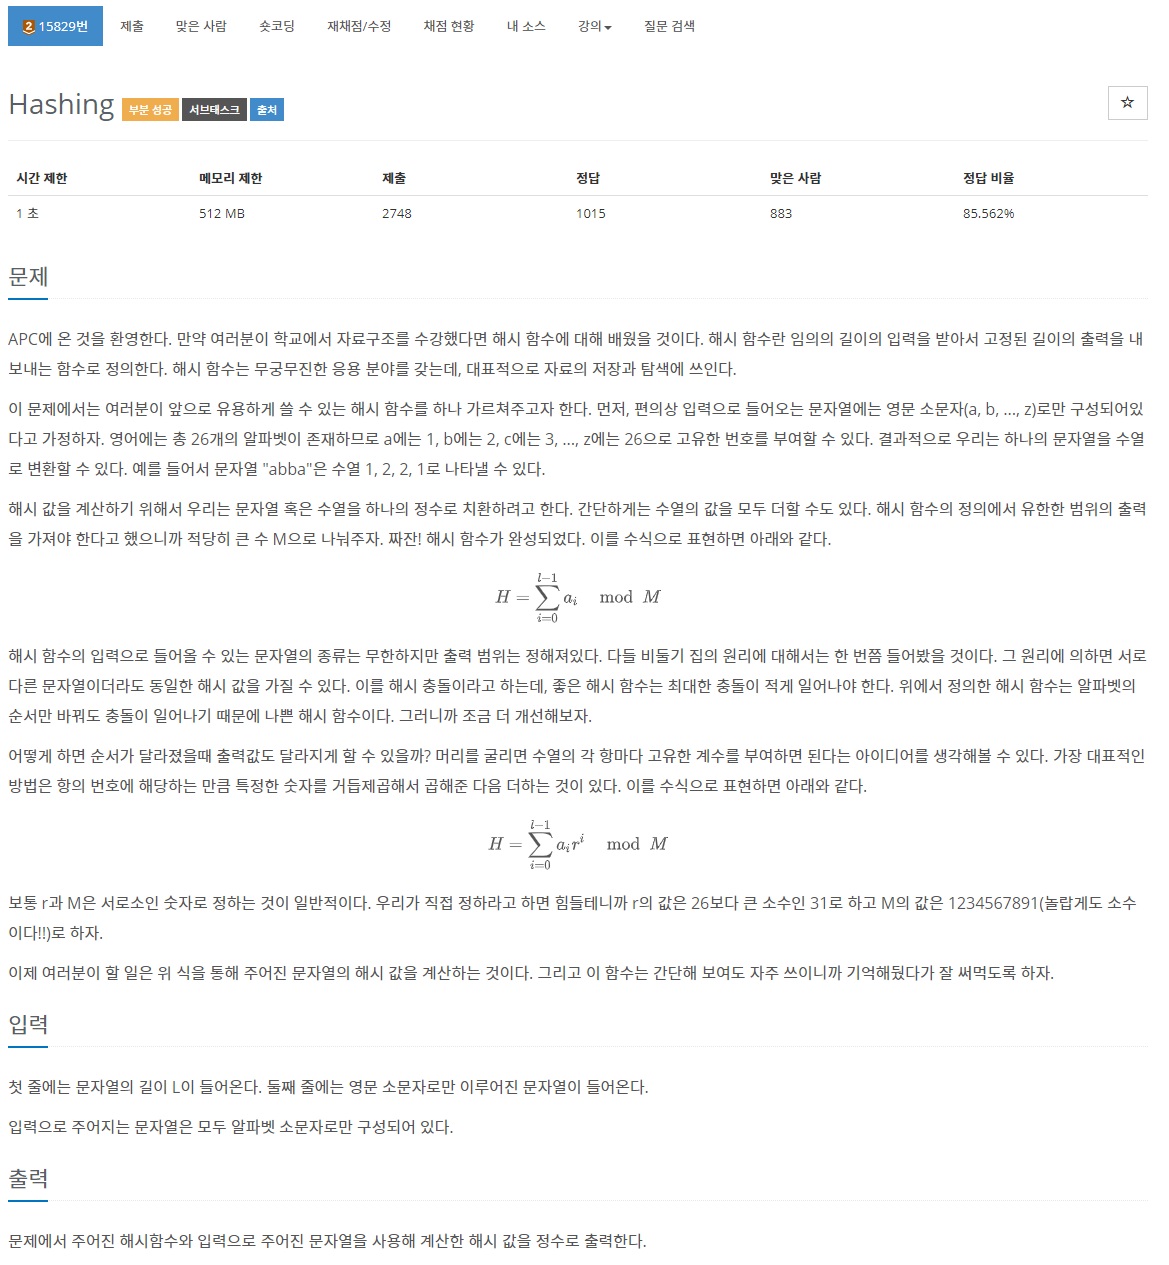 2 15829번 제출 맞은 사람 숏코딩 재채점/수정 채점 현황 내 소스 강의 질문 검색
Hashing 부분 성공 서브태스크 출처 ☆
시간 제한 메모리 제한 제출 정답 맞은 사람 정답 비율
1 초 512 MB 2748 1015 883 85.562%
문제
APC에 온 것을 환영한다. 만약 여러분이 학교에서 자료구조를 수강했다면 해시 함수에 대해 배웠을 것이다. 해시 함수란 임의의 길이의 입력을 받아서 고정된 길이의 출력을 내
보내는 함수로 정의한다. 해시 함수는 무궁무진한 응용 분야를 갖는데, 대표적으로 자료의 저장과 탐색에 쓰인다.
이 문제에서는 여러분이 앞으로 유용하게 쓸 수 있는 해시 함수를 하나 가르쳐주고자 한다. 먼저, 편의상 입력으로 들어오는 문자열에는 영문 소문자(a, b, ..., z)로만 구성되어있
다고 가정하자. 영어에는 총 26개의 알파벳이 존재하므로 a에는 1, b에는 2, c에는 3, ..., z에는 26으로 고유한 번호를 부여할 수 있다. 결과적으로 우리는 하나의 문자열을 수열
로 변환할 수 있다. 예를 들어서 문자열 "abba"은 수열 1, 2, 2, 1로 나타낼 수 있다.
해시 값을 계산하기 위해서 우리는 문자열 혹은 수열을 하나의 정수로 치환하려고 한다. 간단하게는 수열의 값을 모두 더할 수도 있다. 해시 함수의 정의에서 유한한 범위의 출력
을 가져야 한다고 했으니까 적당히 큰 수 M으로 나눠주자. 짜잔! 해시 함수가 완성되었다. 이를 수식으로 표현하면 아래와 같다.
H = ∑_{i=0}^{l−1} a_i mod M
해시 함수의 입력으로 들어올 수 있는 문자열의 종류는 무한하지만 출력 범위는 정해져있다. 다들 비둘기 집의 원리에 대해서는 한 번쯤 들어봤을 것이다. 그 원리에 의하면 서로
다른 문자열이더라도 동일한 해시 값을 가질 수 있다. 이를 해시 충돌이라고 하는데, 좋은 해시 함수는 최대한 충돌이 적게 일어나야 한다. 위에서 정의한 해시 함수는 알파벳의
순서만 바꿔도 충돌이 일어나기 때문에 나쁜 해시 함수이다. 그러니까 조금 더 개선해보자.
어떻게 하면 순서가 달라졌을때 출력값도 달라지게 할 수 있을까? 머리를 굴리면 수열의 각 항마다 고유한 계수를 부여하면 된다는 아이디어를 생각해볼 수 있다. 가장 대표적인
방법은 항의 번호에 해당하는 만큼 특정한 숫자를 거듭제곱해서 곱해준 다음 더하는 것이 있다. 이를 수식으로 표현하면 아래와 같다.
H = ∑_{i=0}^{l−1} a_i r^i mod M
보통 r과 M은 서로소인 숫자로 정하는 것이 일반적이다. 우리가 직접 정하라고 하면 힘들테니까 r의 값은 26보다 큰 소수인 31로 하고 M의 값은 1234567891(놀랍게도 소수
이다!!)로 하자.
이제 여러분이 할 일은 위 식을 통해 주어진 문자열의 해시 값을 계산하는 것이다. 그리고 이 함수는 간단해 보여도 자주 쓰이니까 기억해뒀다가 잘 써먹도록 하자.
입력
첫 줄에는 문자열의 길이 L이 들어온다. 둘째 줄에는 영문 소문자로만 이루어진 문자열이 들어온다.
입력으로 주어지는 문자열은 모두 알파벳 소문자로만 구성되어 있다.
출력
문제에서 주어진 해시함수와 입력으로 주어진 문자열을 사용해 계산한 해시 값을 정수로 출력한다.